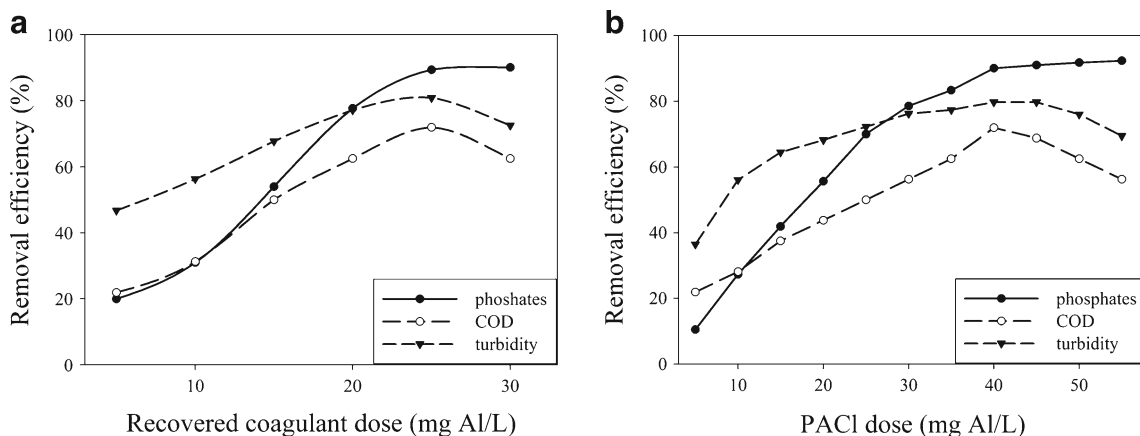 a
100
80
60
40
20
0
Removal efficiency (%)
phoshates
COD
turbidity
10 20 30
Recovered coagulant dose (mg Al/L)
b
100
80
60
40
20
0
Removal efficiency (%)
phosphates
COD
turbidity
10 20 30 40 50
PACl dose (mg Al/L)